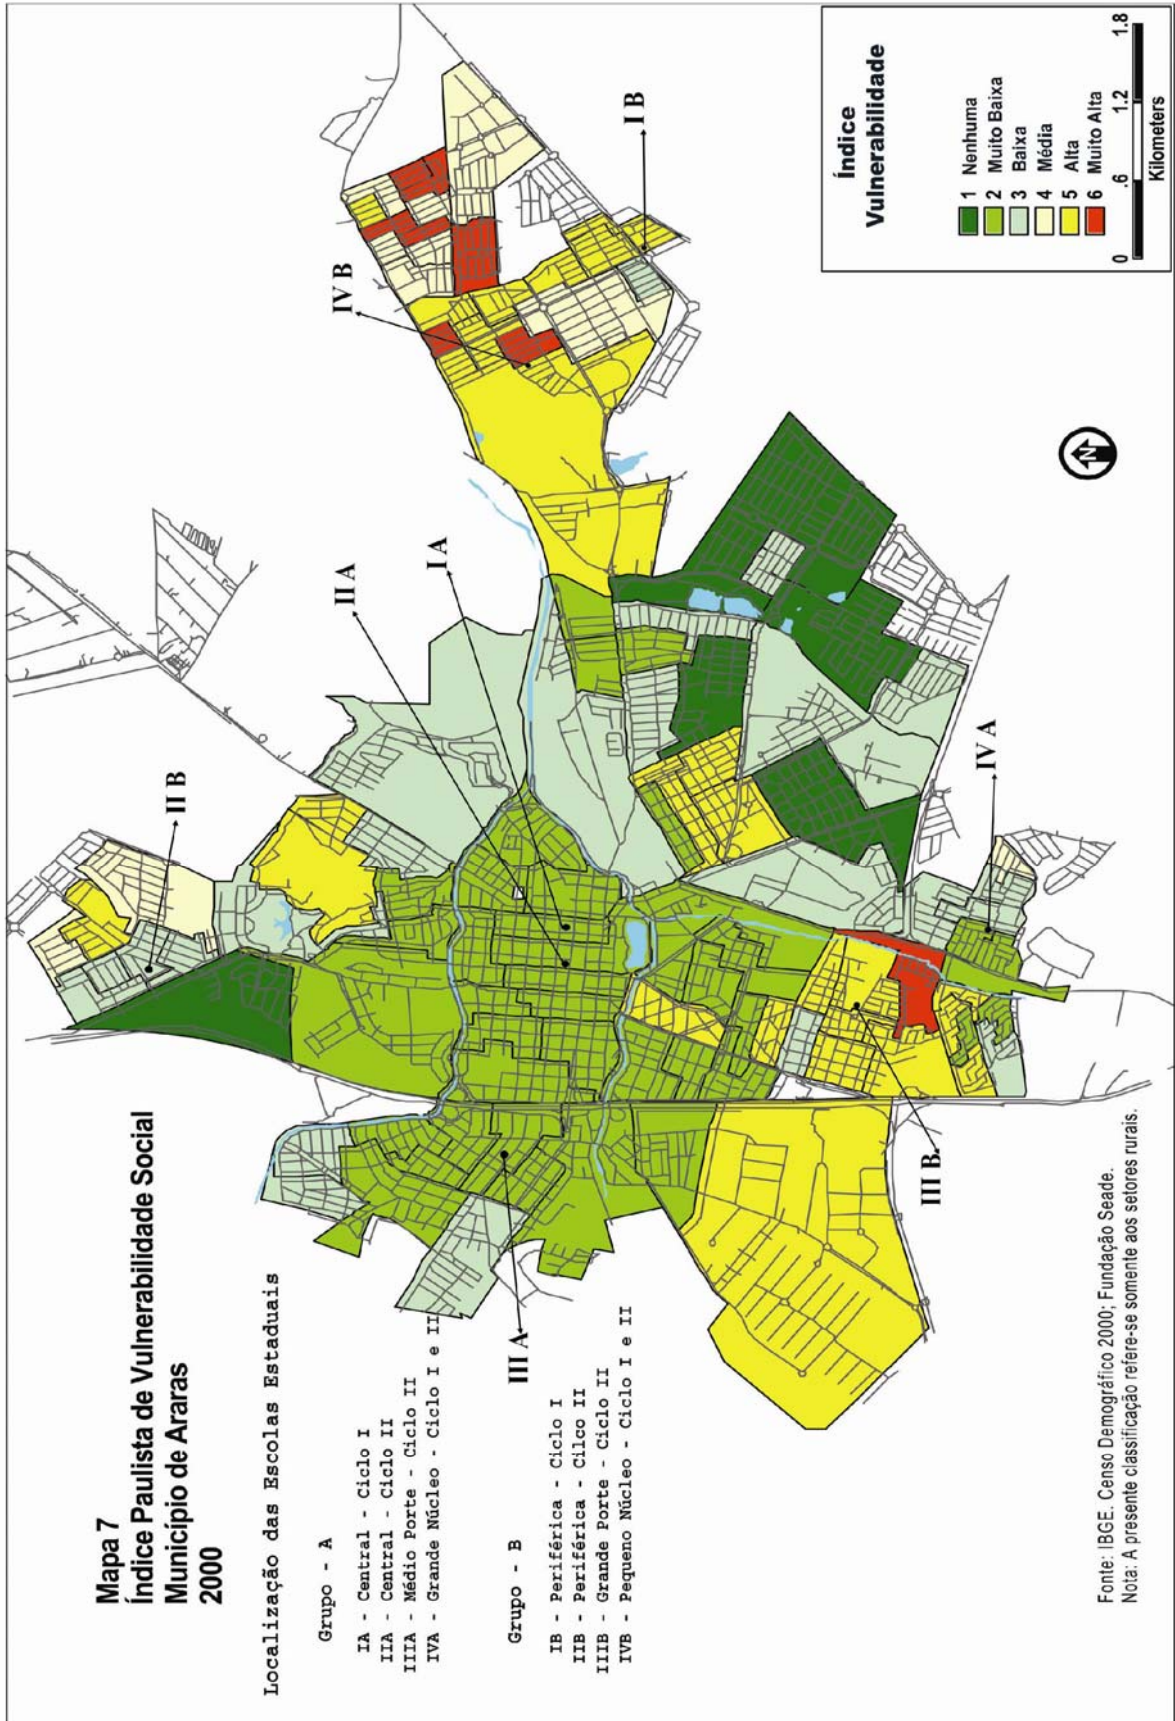 Mapa 7
Índice Paulista de Vulnerabilidade Social
Município de Araras
2000
Localização das Escolas Estaduais
Grupo - A
IA - Central - Ciclo I
IIA - Central - Ciclo II
IIIA - Médio Porte - Ciclo II
IVA - Grande Núcleo - Ciclo I e II
Grupo - B
IB - Periférica - Ciclo I
IIB - Periférica - Cilco II
IIIB - Grande Porte - Ciclo II
IVB - Pequeno Núcleo - Ciclo I e II
II B
II A
I A
IV B
I B
III A
III B
IV A
N
Índice
Vulnerabilidade
1 Nenhuma
2 Muito Baixa
3 Baixa
4 Média
5 Alta
6 Muito Alta
0 .6 1.2 1.8
Kilometers
Fonte: IBGE. Censo Demográfico 2000; Fundação Seade.
Nota: A presente classificação refere-se somente aos setores rurais.